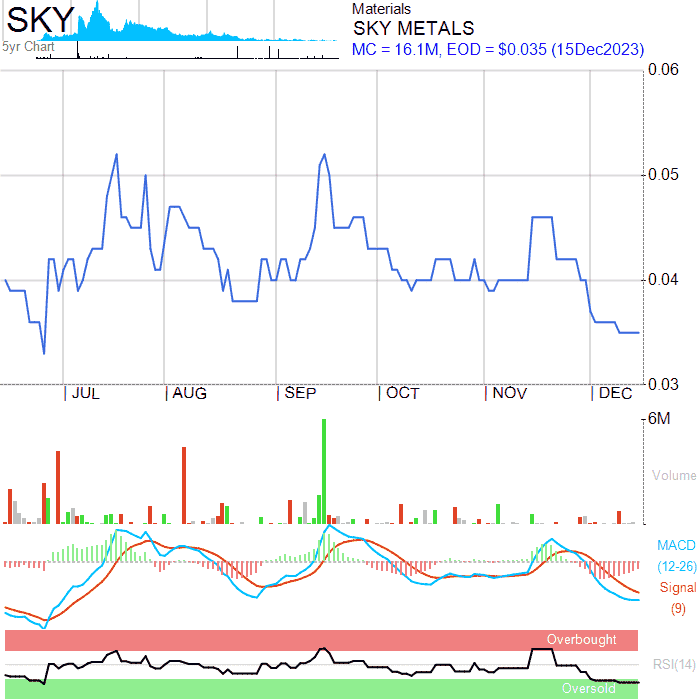 SKY
5yr Chart
Materials
SKY METALS
MC = 16.1M, EOD = $0.035 (15Dec2023)
0.06
0.05
0.04
0.03
JUL AUG SEP OCT NOV DEC
6M
Volume
MACD
(12-26)
Signal
(9)
Overbought
RSI(14)
Oversold